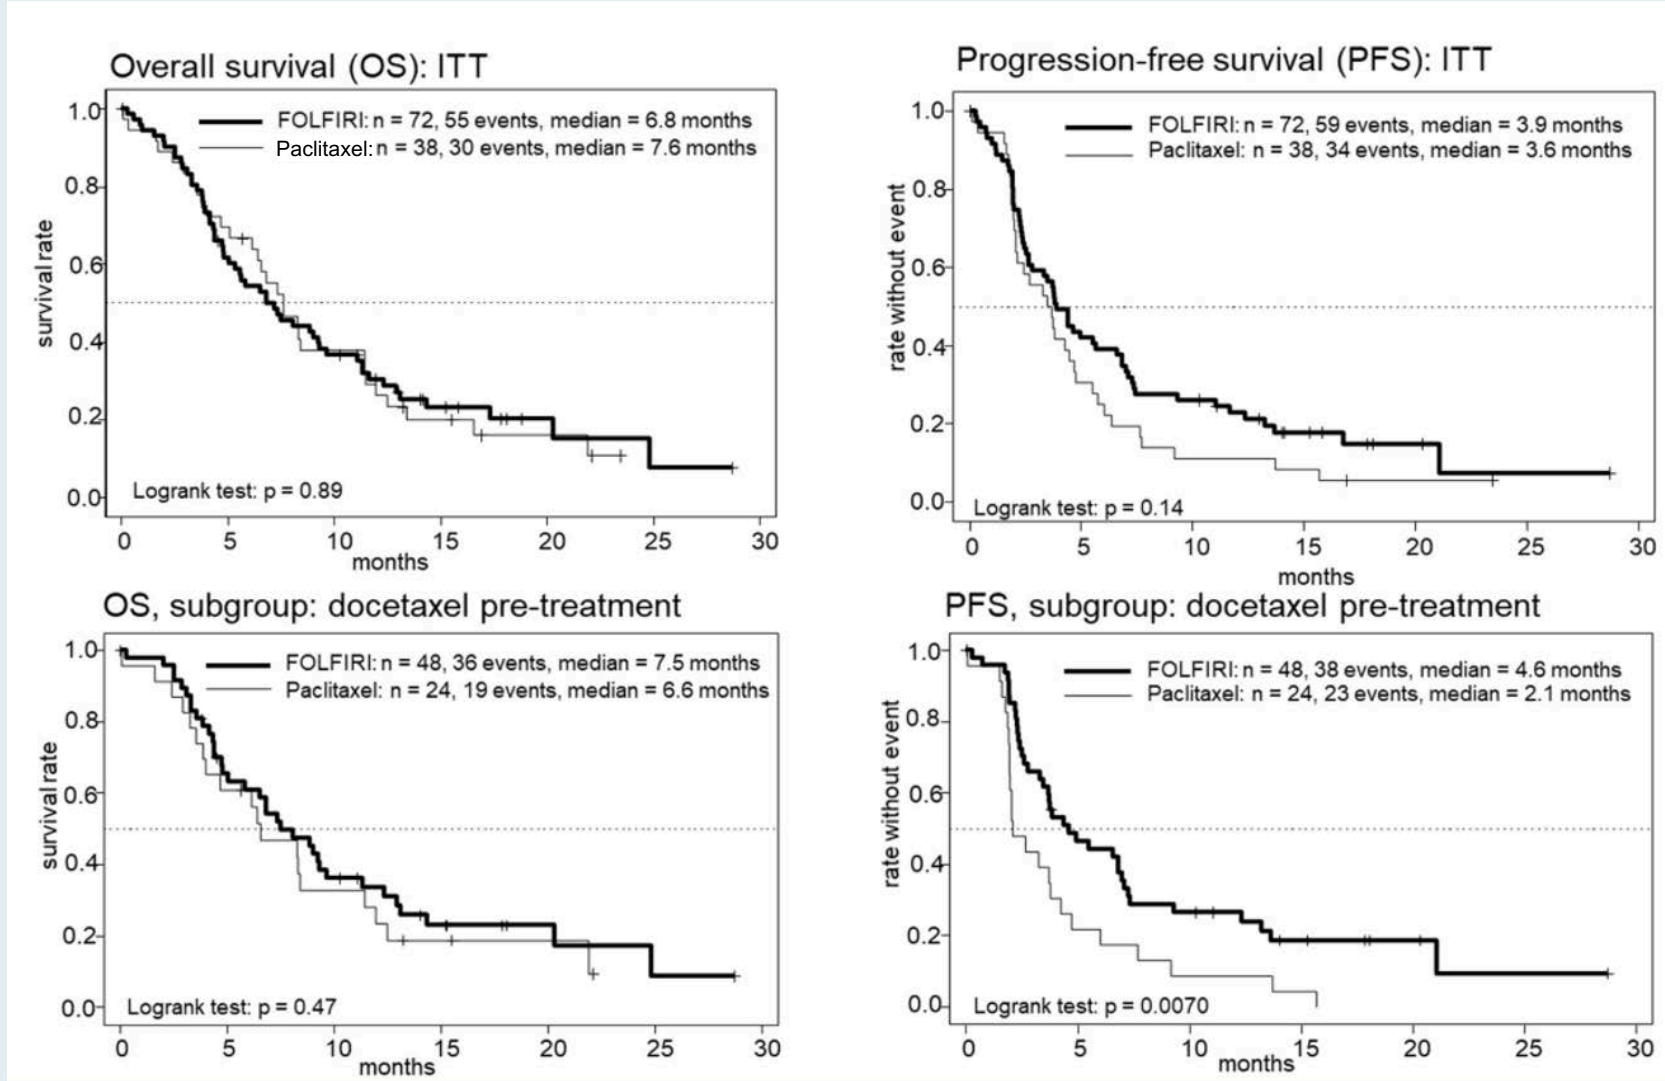 Overall survival (OS): ITT
FOLFIRI: n = 72, 55 events, median = 6.8 months
Paclitaxel: n = 38, 30 events, median = 7.6 months
survival rate
1.0
0.8
0.6
0.4
0.2
0.0
Logrank test: p = 0.89
0 5 10 15 20 25 30
months
Progression-free survival (PFS): ITT
FOLFIRI: n = 72, 59 events, median = 3.9 months
Paclitaxel: n = 38, 34 events, median = 3.6 months
rate without event
1.0
0.8
0.6
0.4
0.2
0.0
Logrank test: p = 0.14
0 5 10 15 20 25 30
months
OS, subgroup: docetaxel pre-treatment
FOLFIRI: n = 48, 36 events, median = 7.5 months
Paclitaxel: n = 24, 19 events, median = 6.6 months
survival rate
1.0
0.8
0.6
0.4
0.2
0.0
Logrank test: p = 0.47
0 5 10 15 20 25 30
months
PFS, subgroup: docetaxel pre-treatment
FOLFIRI: n = 48, 38 events, median = 4.6 months
Paclitaxel: n = 24, 23 events, median = 2.1 months
rate without event
1.0
0.8
0.6
0.4
0.2
0.0
Logrank test: p = 0.0070
0 5 10 15 20 25 30
months